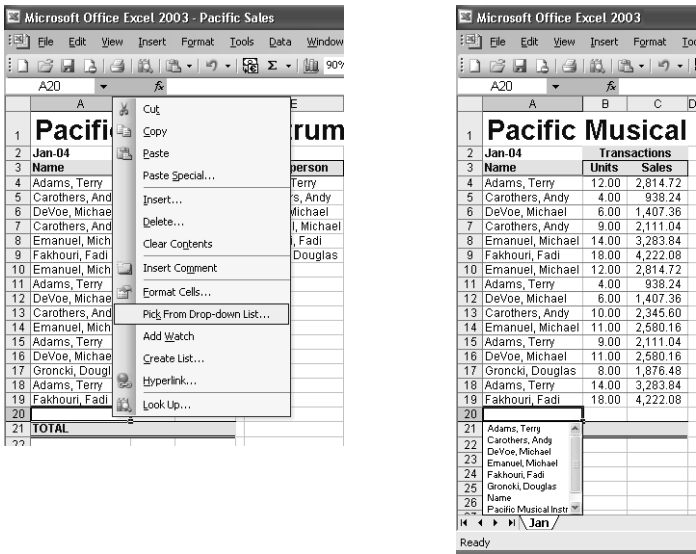 Microsoft Office Excel 2003 - Pacific Sales
File Edit View Insert Format Tools Data Window
Σ 90%
A20 fx
A E
1 Pacifi trum
2 Jan-04
3 Name person
4 Adams, Terry Terry
5 Carothers, And rs, Andy
6 DeVoe, Michae Michael
7 Carothers, And l, Michael
8 Emanuel, Mich i, Fadi
9 Fakhouri, Fadi Douglas
10 Emanuel, Mich
11 Adams, Terry
12 DeVoe, Michae
13 Carothers, And
14 Emanuel, Mich
15 Adams, Terry
16 DeVoe, Michae
17 Groncki, Dougl
18 Adams, Terry
19 Fakhouri, Fadi
20
21 TOTAL
22
Cut
Copy
Paste
Paste Special...
Insert...
Delete...
Clear Contents
Insert Comment
Format Cells...
Pick From Drop-down List...
Add Watch
Create List...
Hyperlink...
Look Up...
Microsoft Office Excel 2003
File Edit View Insert Format Too
A20 fx
A B C D
1 Pacific Musical
2 Jan-04 Transactions
3 Name Units Sales
4 Adams, Terry 12.00 2,814.72
5 Carothers, Andy 4.00 938.24
6 DeVoe, Michael 6.00 1,407.36
7 Carothers, Andy 9.00 2,111.04
8 Emanuel, Michael 14.00 3,283.84
9 Fakhouri, Fadi 18.00 4,222.08
10 Emanuel, Michael 12.00 2,814.72
11 Adams, Terry 4.00 938.24
12 DeVoe, Michael 6.00 1,407.36
13 Carothers, Andy 10.00 2,345.60
14 Emanuel, Michael 11.00 2,580.16
15 Adams, Terry 9.00 2,111.04
16 DeVoe, Michael 11.00 2,580.16
17 Groncki, Douglas 8.00 1,876.48
18 Adams, Terry 14.00 3,283.84
19 Fakhouri, Fadi 18.00 4,222.08
20
21 Adams, Terry
22 Carothers, Andy
DeVoe, Michael
23 Emanuel, Michael
24 Fakhouri, Fadi
25 Groncki, Douglas
Name
26 Pacific Musical Instr
Jan
Ready